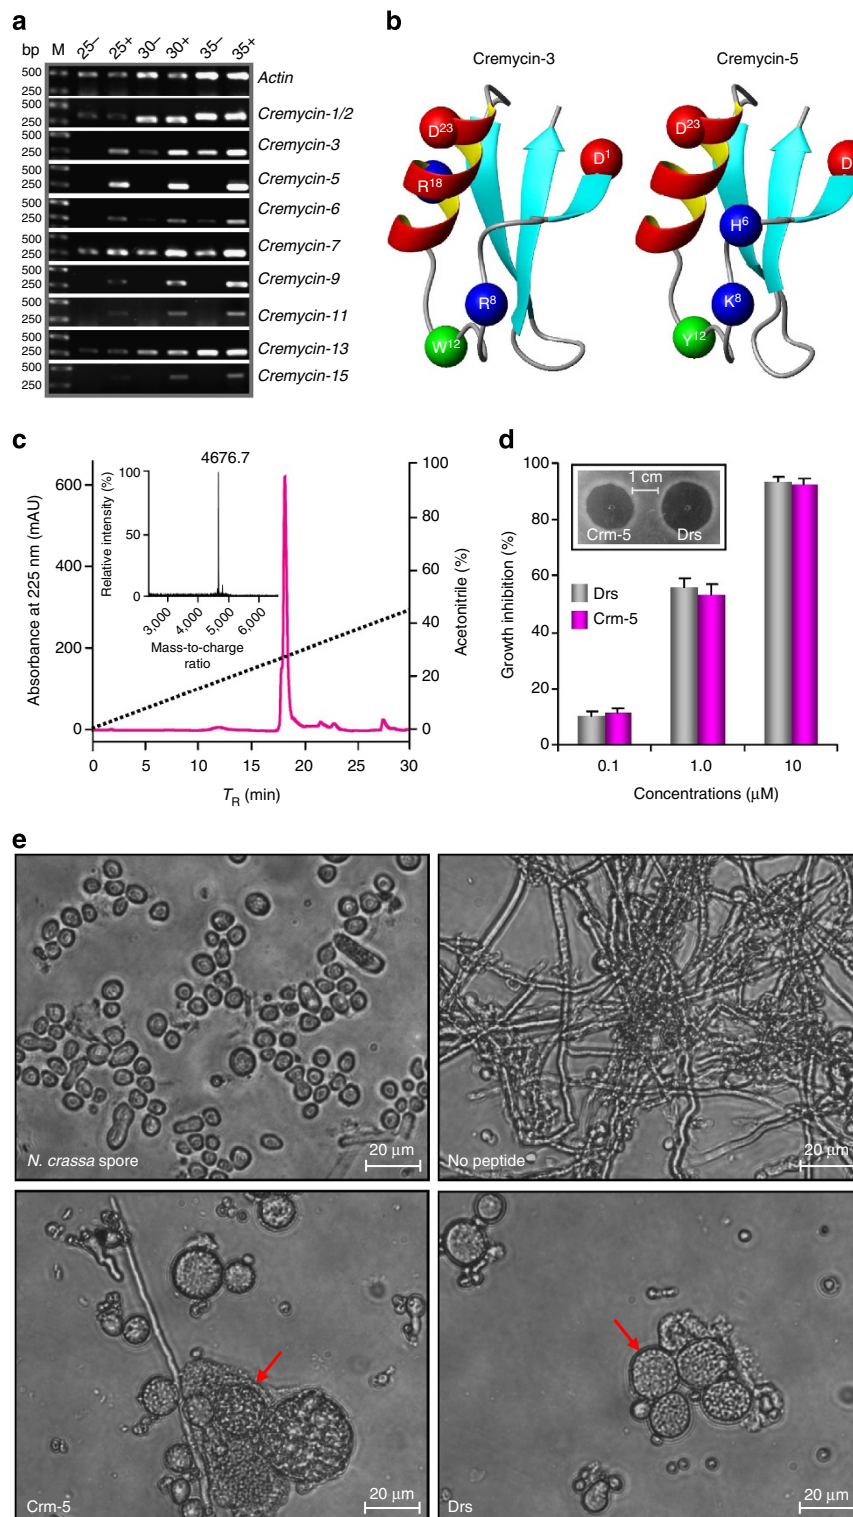 a
bp M 25– 25+ 30– 30+ 35– 35+
500
250
Actin
500
250
Cremycin-1/2
500
250
Cremycin-3
500
250
Cremycin-5
500
250
Cremycin-6
500
250
Cremycin-7
500
250
Cremycin-9
500
250
Cremycin-11
500
250
Cremycin-13
500
250
Cremycin-15
b
Cremycin-3 Cremycin-5
D23 R18 D1 R8 W12
D23 D H6 K8 Y12
c
Absorbance at 225 nm (mAU)
600
400
200
0
0 5 10 15 20 25 30
TR (min)
100
80
60
40
20
0
Acetonitrile (%)
4676.7
Relative intensity (%)
100
50
0
3,000 4,000 5,000 6,000
Mass-to-charge
ratio
d
Growth inhibition (%)
100
80
60
40
20
0
1 cm
Crm-5 Drs
Drs
Crm-5
0.1 1.0 10
Concentrations (μM)
e
N. crassa spore 20 μm
No peptide 20 μm
Crm-5 20 μm
Drs 20 μm